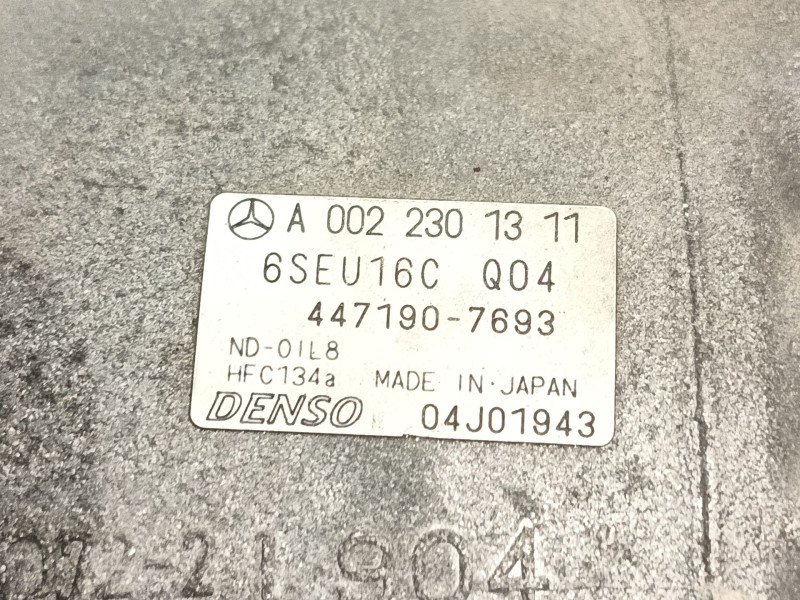 A 002 230 13 11
6SEU16C Q04
447190-7693
ND-OIL8
HFC134a MADE IN JAPAN
DENSO 04J01943